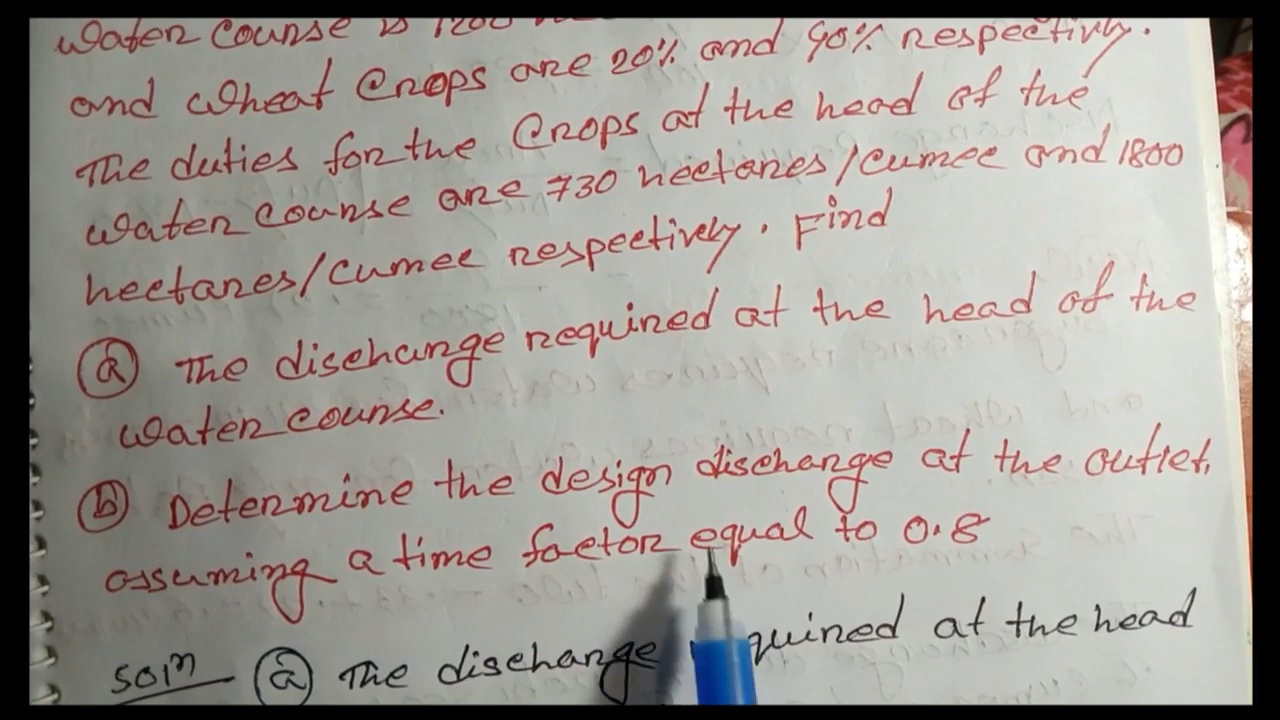 water course is 1200
and wheat crops are 20% and 40% respectivly.
The duties for the crops at the head of the
water course are 730 hectares/cumec and 1800
hectares/cumec respectively. Find
(a) The discharge required at the head of the
water course.
(b) Determine the design discharge at the outlet,
assuming a time factor equal to 0.8
Soln (a) The discharge quired at the head